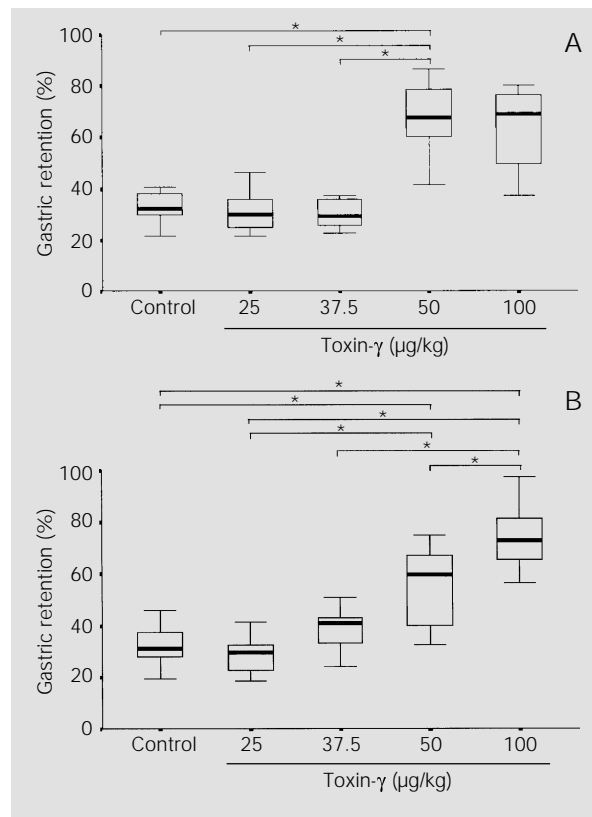 A
*
*
*
100
80
60
40
20
0
Gastric retention (%)
Control 25 37.5 50 100
Toxin-γ (µg/kg)
B
*
*
*
*
*
*
100
80
60
40
20
0
Gastric retention (%)
Control 25 37.5 50 100
Toxin-γ (µg/kg)